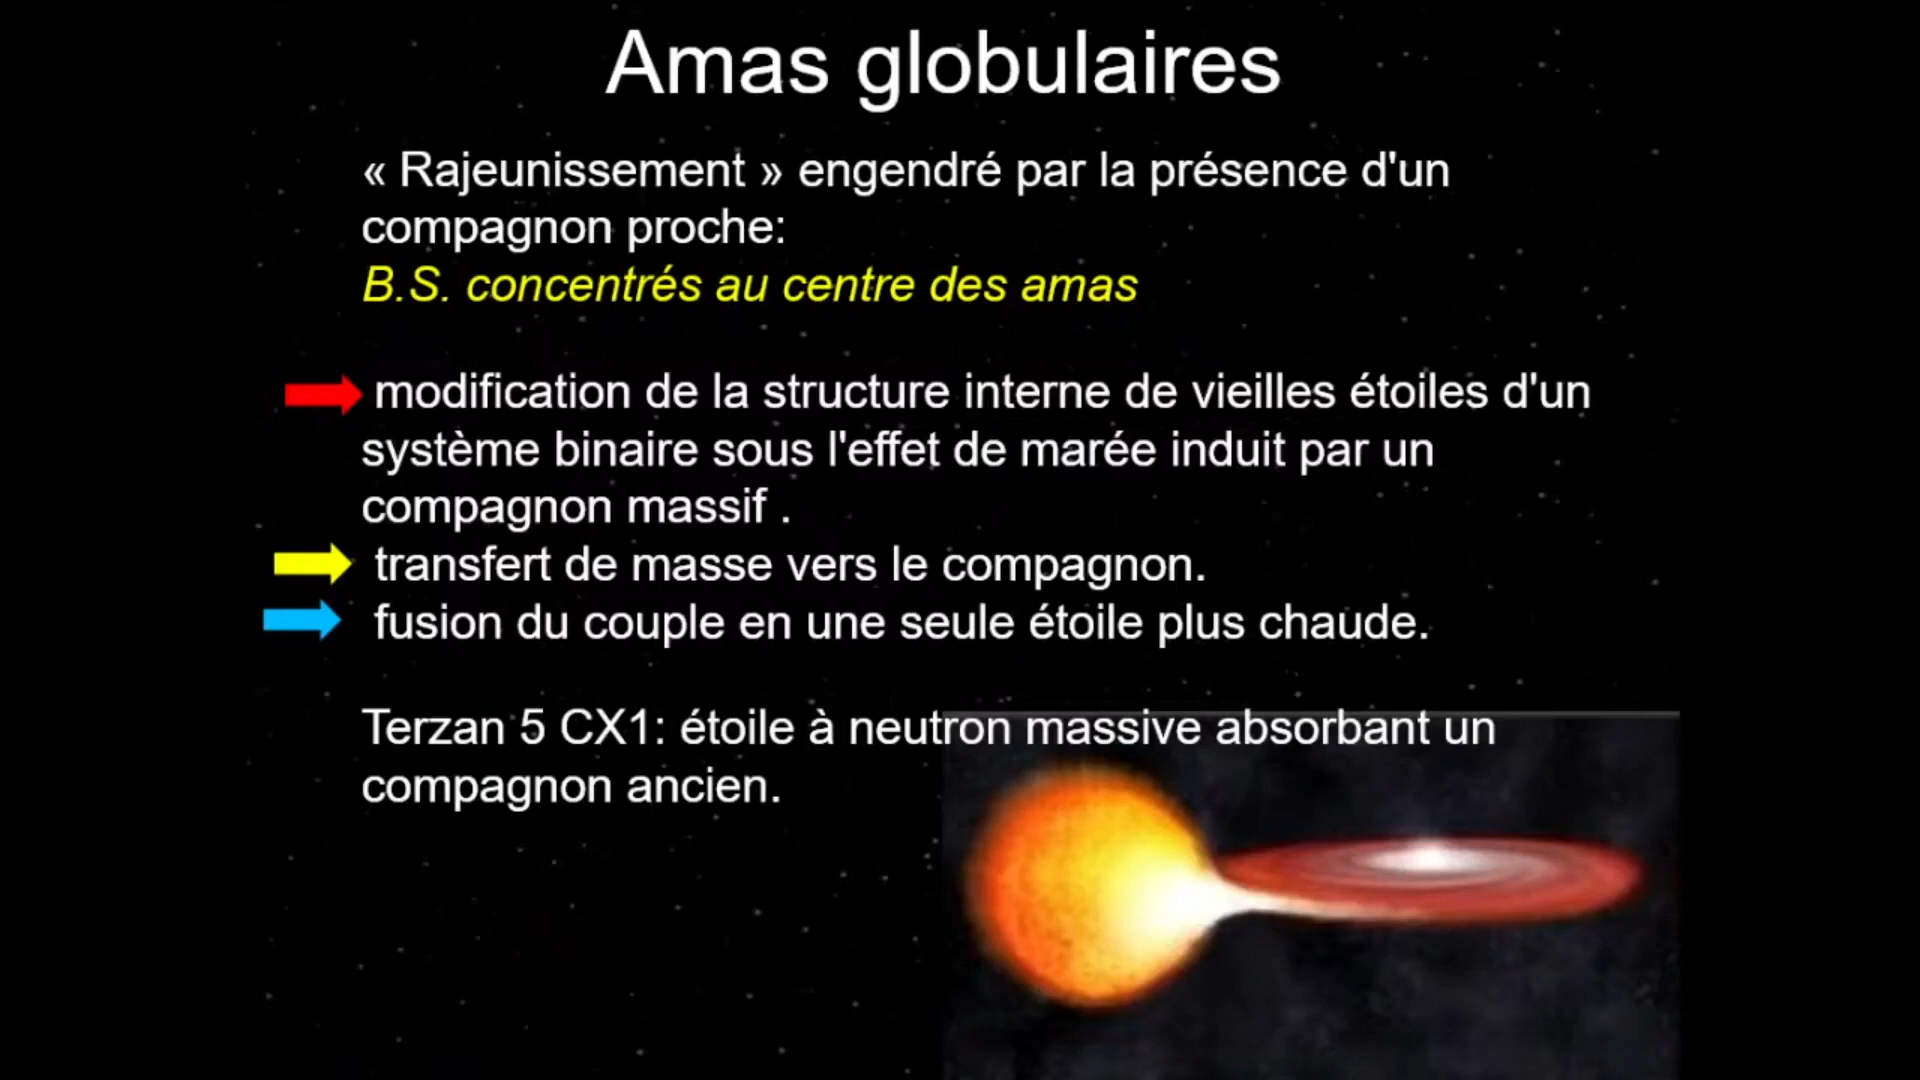 Amas globulaires
« Rajeunissement » engendré par la présence d'un
compagnon proche:
B.S. concentrés au centre des amas
modification de la structure interne de vieilles étoiles d'un
système binaire sous l'effet de marée induit par un
compagnon massif .
transfert de masse vers le compagnon.
fusion du couple en une seule étoile plus chaude.
Terzan 5 CX1: étoile à neutron massive absorbant un
compagnon ancien.